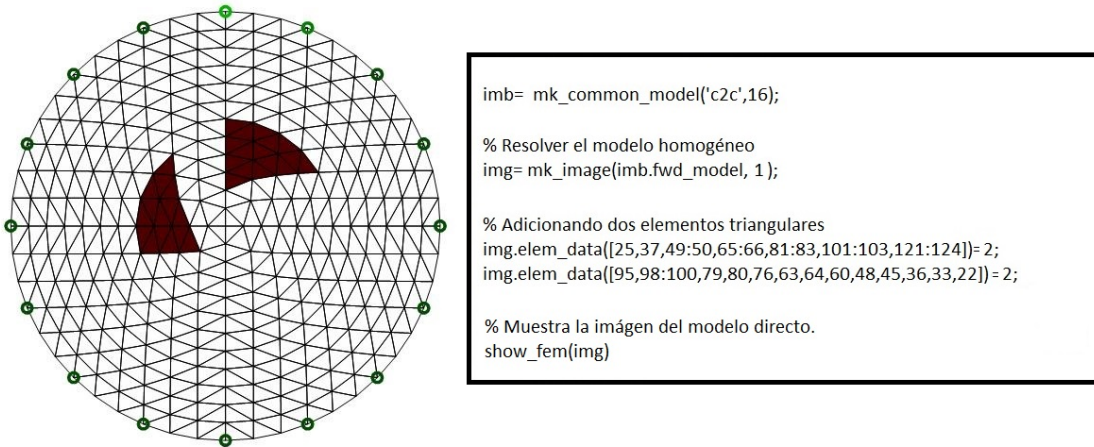 imb=  mk_common_model('c2c',16);
% Resolver el modelo homogéneo
img= mk_image(imb.fwd_model, 1 );
% Adicionando dos elementos triangulares
img.elem_data([25,37,49:50,65:66,81:83,101:103,121:124])=2;
img.elem_data([95,98:100,79,80,76,63,64,60,48,45,36,33,22])=2;
% Muestra la imágen del modelo directo.
show_fem(img)